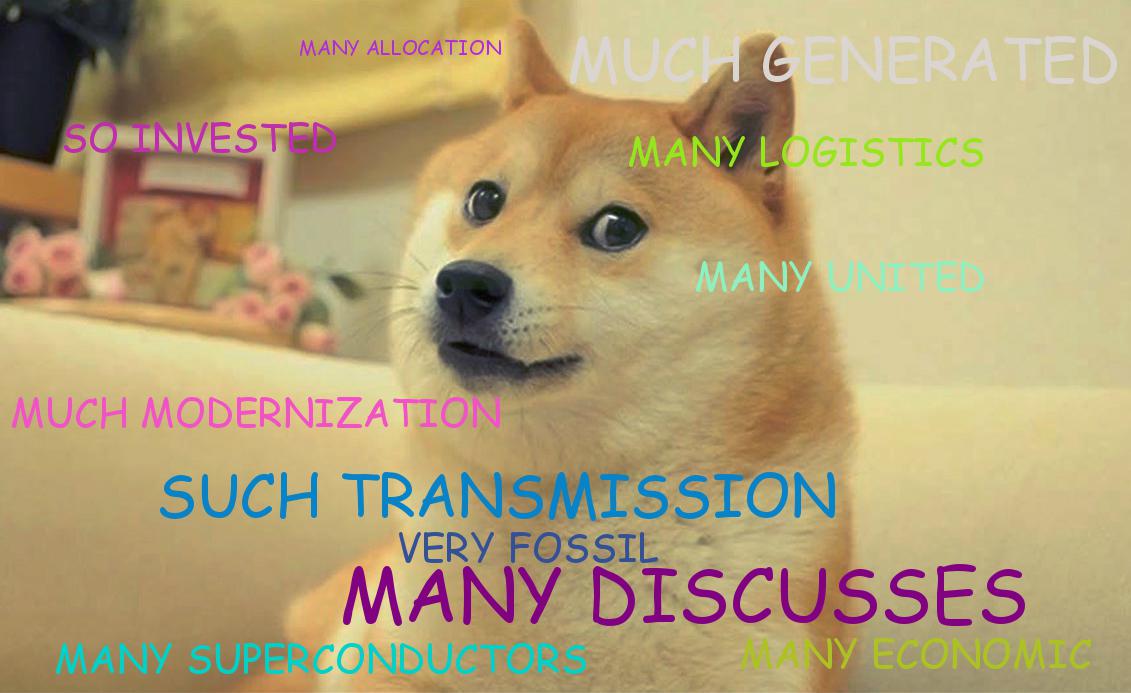 MANY ALLOCATION
MUCH GENERATED
SO INVESTED
MANY LOGISTICS
MANY UNITED
MUCH MODERNIZATION
SUCH TRANSMISSION
VERY FOSSIL
MANY DISCUSSES
MANY SUPERCONDUCTORS
MANY ECONOMIC